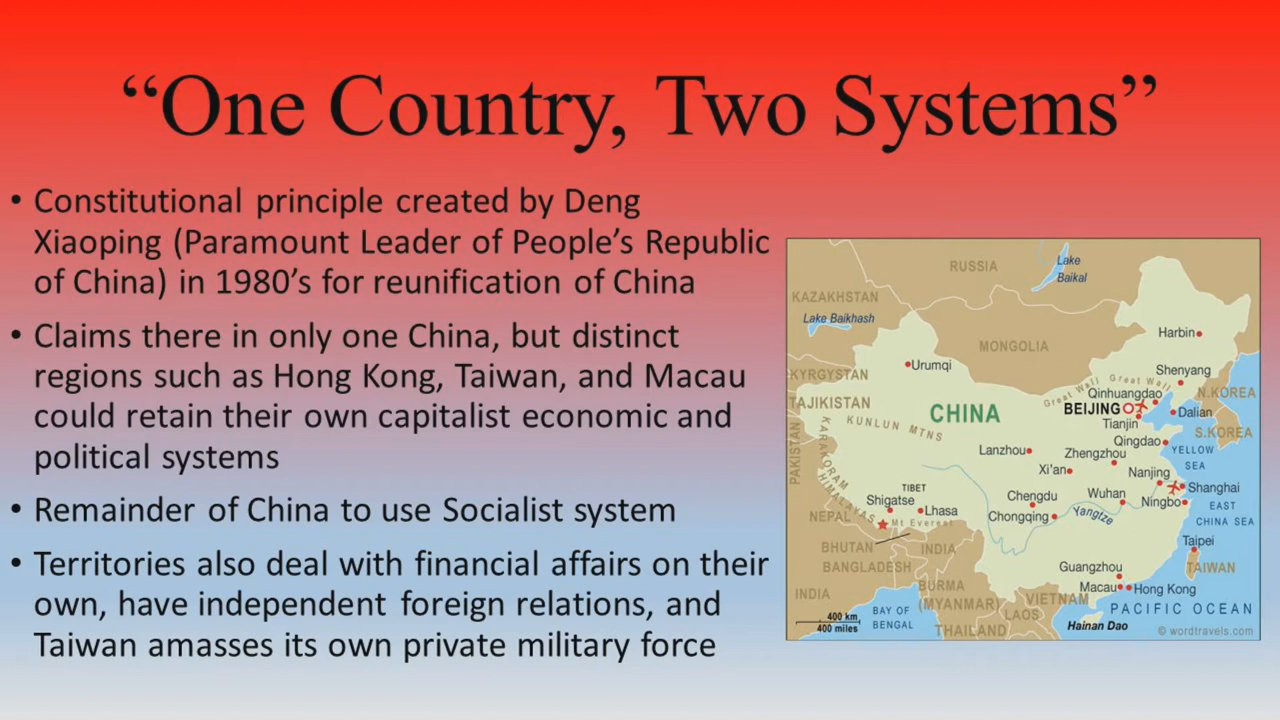 “One Country, Two Systems”
• Constitutional principle created by Deng
Xiaoping (Paramount Leader of People’s Republic
of China) in 1980’s for reunification of China
• Claims there in only one China, but distinct
regions such as Hong Kong, Taiwan, and Macau
could retain their own capitalist economic and
political systems
• Remainder of China to use Socialist system
• Territories also deal with financial affairs on their
own, have independent foreign relations, and
Taiwan amasses its own private military force
RUSSIA
Lake
Baikal
KAZAKHSTAN
Lake Baikhash
MONGOLIA
Harbin
Urumqi
KYRGYSTAN
Shenyang
Great Wall Great Wall
Qinhuangdao
N.KOREA
TAJIKISTAN
CHINA
BEIJING
Dalian
KUNLUN MTNS
Tianjin
S.KOREA
PAKISTAN
KARAKORAM
Qingdao
YELLOW
SEA
Lanzhou
Zhengzhou
Xi’an
Nanjing
HIMALAYAS
TIBET
Shigatse
Lhasa
Chengdu
Wuhan
Shanghai
Ningbo
EAST
CHINA SEA
NEPAL
Mt Everest
Chongqing
Yangtze
BHUTAN
INDIA
Taipei
BANGLADESH
Guangzhou
TAIWAN
INDIA
BURMA
(MYANMAR)
VIETNAM
Macau
Hong Kong
LAOS
PACIFIC OCEAN
400 km
400 miles
BAY OF
BENGAL
THAILAND
Hainan Dao
© wordtravels.com